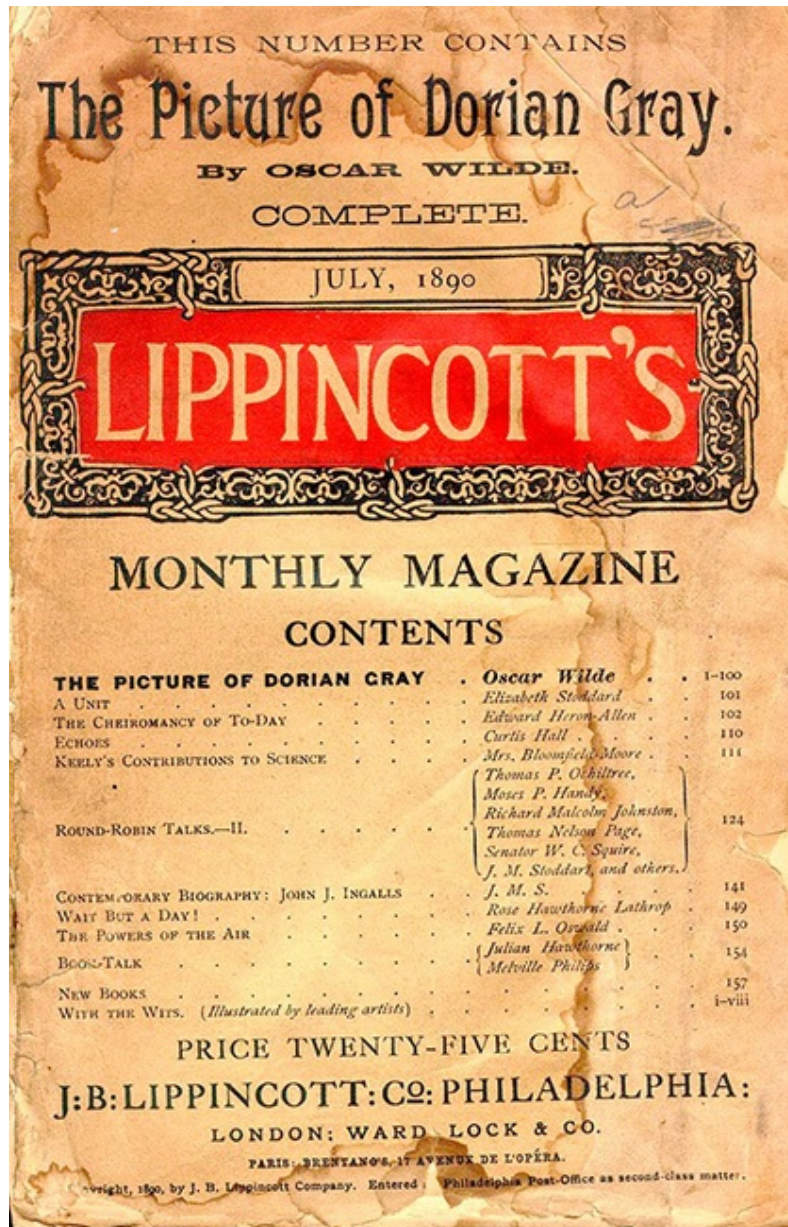 THIS NUMBER CONTAINS
The Picture of Dorian Gray.
By OSCAR WILDE.
COMPLETE.
JULY, 1890
LIPPINCOTT'S
MONTHLY MAGAZINE
CONTENTS
THE PICTURE OF DORIAN GRAY . Oscar Wilde . . 1–100
A UNIT . . . . . . . . . Elizabeth Stoddard . . 101
THE CHEIROMANCY OF TO-DAY . . . . . Edward Heron-Allen . . 102
ECHOES . . . . . . . . . Curtis Hall . . . . 110
KEELY'S CONTRIBUTIONS TO SCIENCE . . . . Mrs. Bloomfield-Moore . . 111
Thomas P. Ochiltree,
Moses P. Handy,
Richard Malcolm Johnston,
ROUND-ROBIN TALKS.—II. . . . . . Thomas Nelson Page, 124
Senator W. C. Squire,
J. M. Stoddart, and others.
CONTEMPORARY BIOGRAPHY: JOHN J. INGALLS . . J. M. S. . . . . 141
WAIT BUT A DAY! . . . . . . . Rose Hawthorne Lathrop . 149
THE POWERS OF THE AIR . . . . . Felix L. Oswald . . . 150
BOOK-TALK . . . . . . . . Julian Hawthorne . . 154
Melville Philips
NEW BOOKS . . . . . . . . . . . . . 157
WITH THE WITS. (Illustrated by leading artists) . . . . . . i–viii
PRICE TWENTY-FIVE CENTS
J:B:LIPPINCOTT:Co:PHILADELPHIA:
LONDON: WARD LOCK & CO.
PARIS: BRENTANO'S, 17 AVENUE DE L'OPÉRA.
1890, by J. B. Lippincott Company. Entered Philadelphia Post-Office as second-class matter.